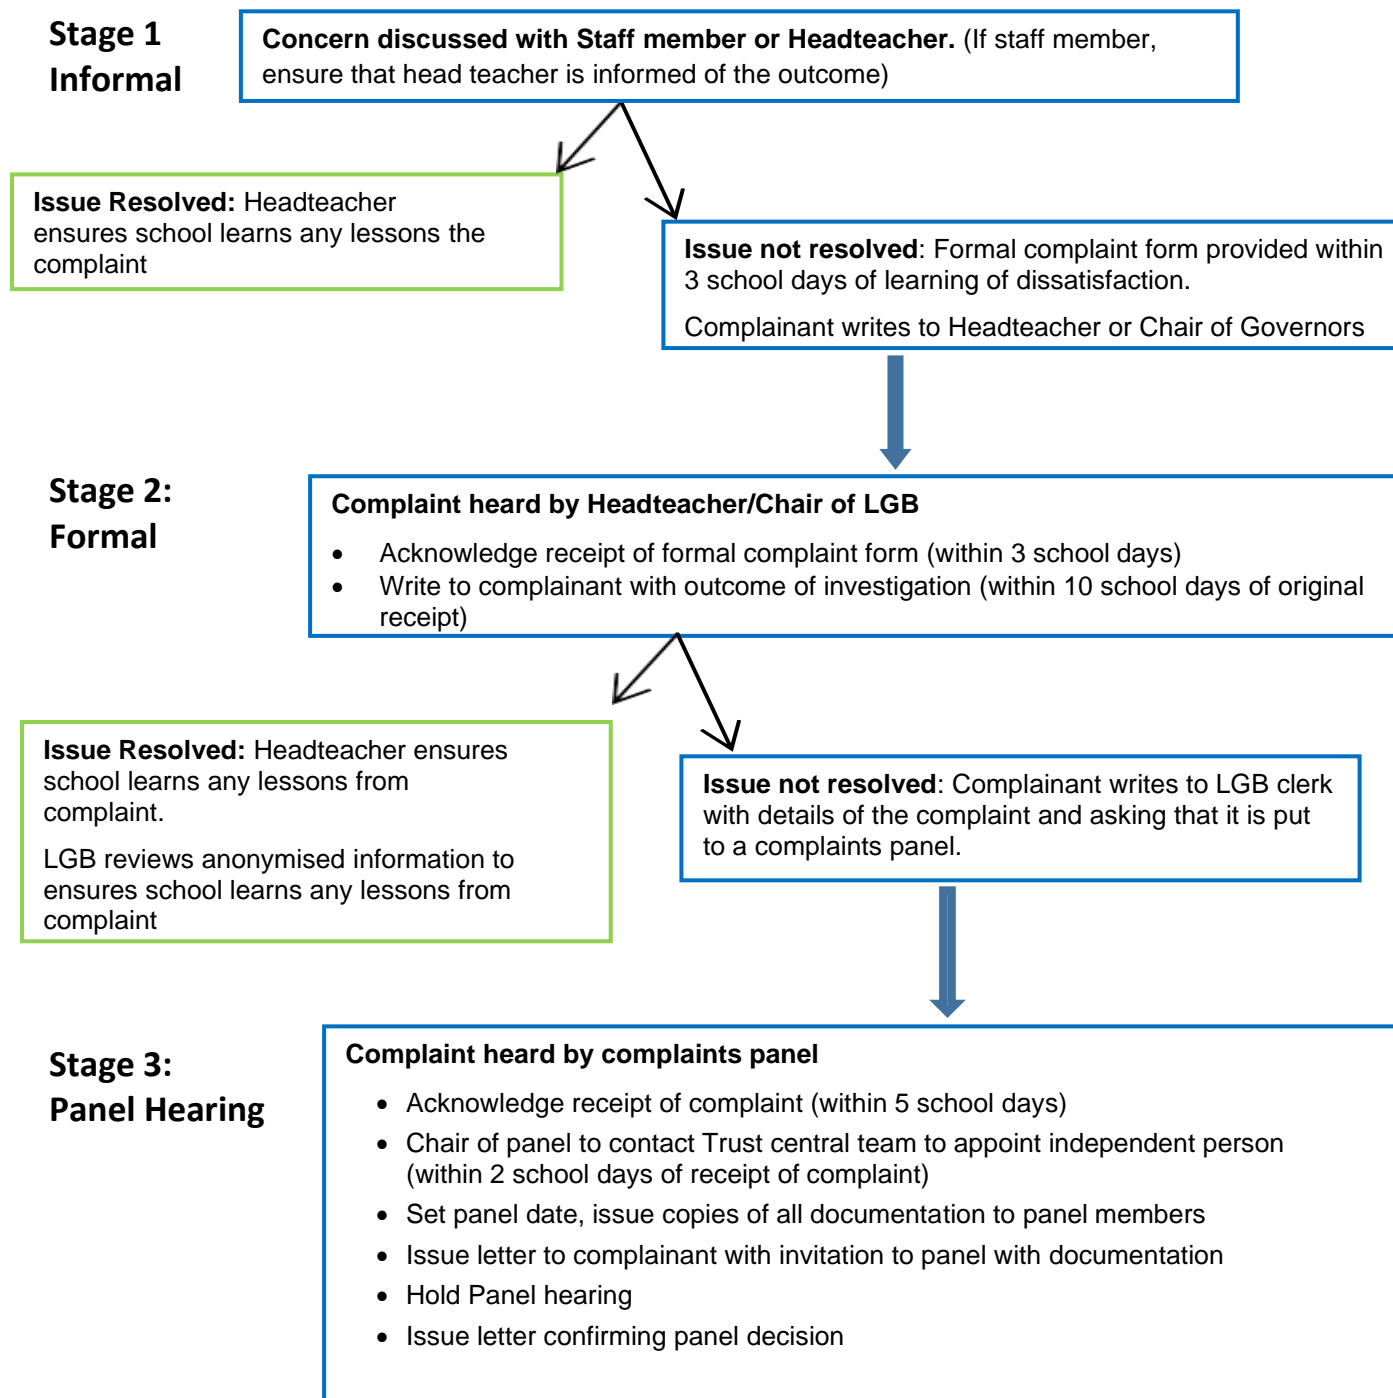 Stage 1
Informal
Concern discussed with Staff member or Headteacher. (If staff member,
ensure that head teacher is informed of the outcome)
Issue Resolved: Headteacher
ensures school learns any lessons the
complaint
Issue not resolved: Formal complaint form provided within
3 school days of learning of dissatisfaction.
Complainant writes to Headteacher or Chair of Governors
Stage 2:
Formal
Complaint heard by Headteacher/Chair of LGB
• Acknowledge receipt of formal complaint form (within 3 school days)
• Write to complainant with outcome of investigation (within 10 school days of original
receipt)
Issue Resolved: Headteacher ensures
school learns any lessons from
complaint.
LGB reviews anonymised information to
ensures school learns any lessons from
complaint
Issue not resolved: Complainant writes to LGB clerk
with details of the complaint and asking that it is put
to a complaints panel.
Stage 3:
Panel Hearing
Complaint heard by complaints panel
• Acknowledge receipt of complaint (within 5 school days)
• Chair of panel to contact Trust central team to appoint independent person
(within 2 school days of receipt of complaint)
• Set panel date, issue copies of all documentation to panel members
• Issue letter to complainant with invitation to panel with documentation
• Hold Panel hearing
• Issue letter confirming panel decision